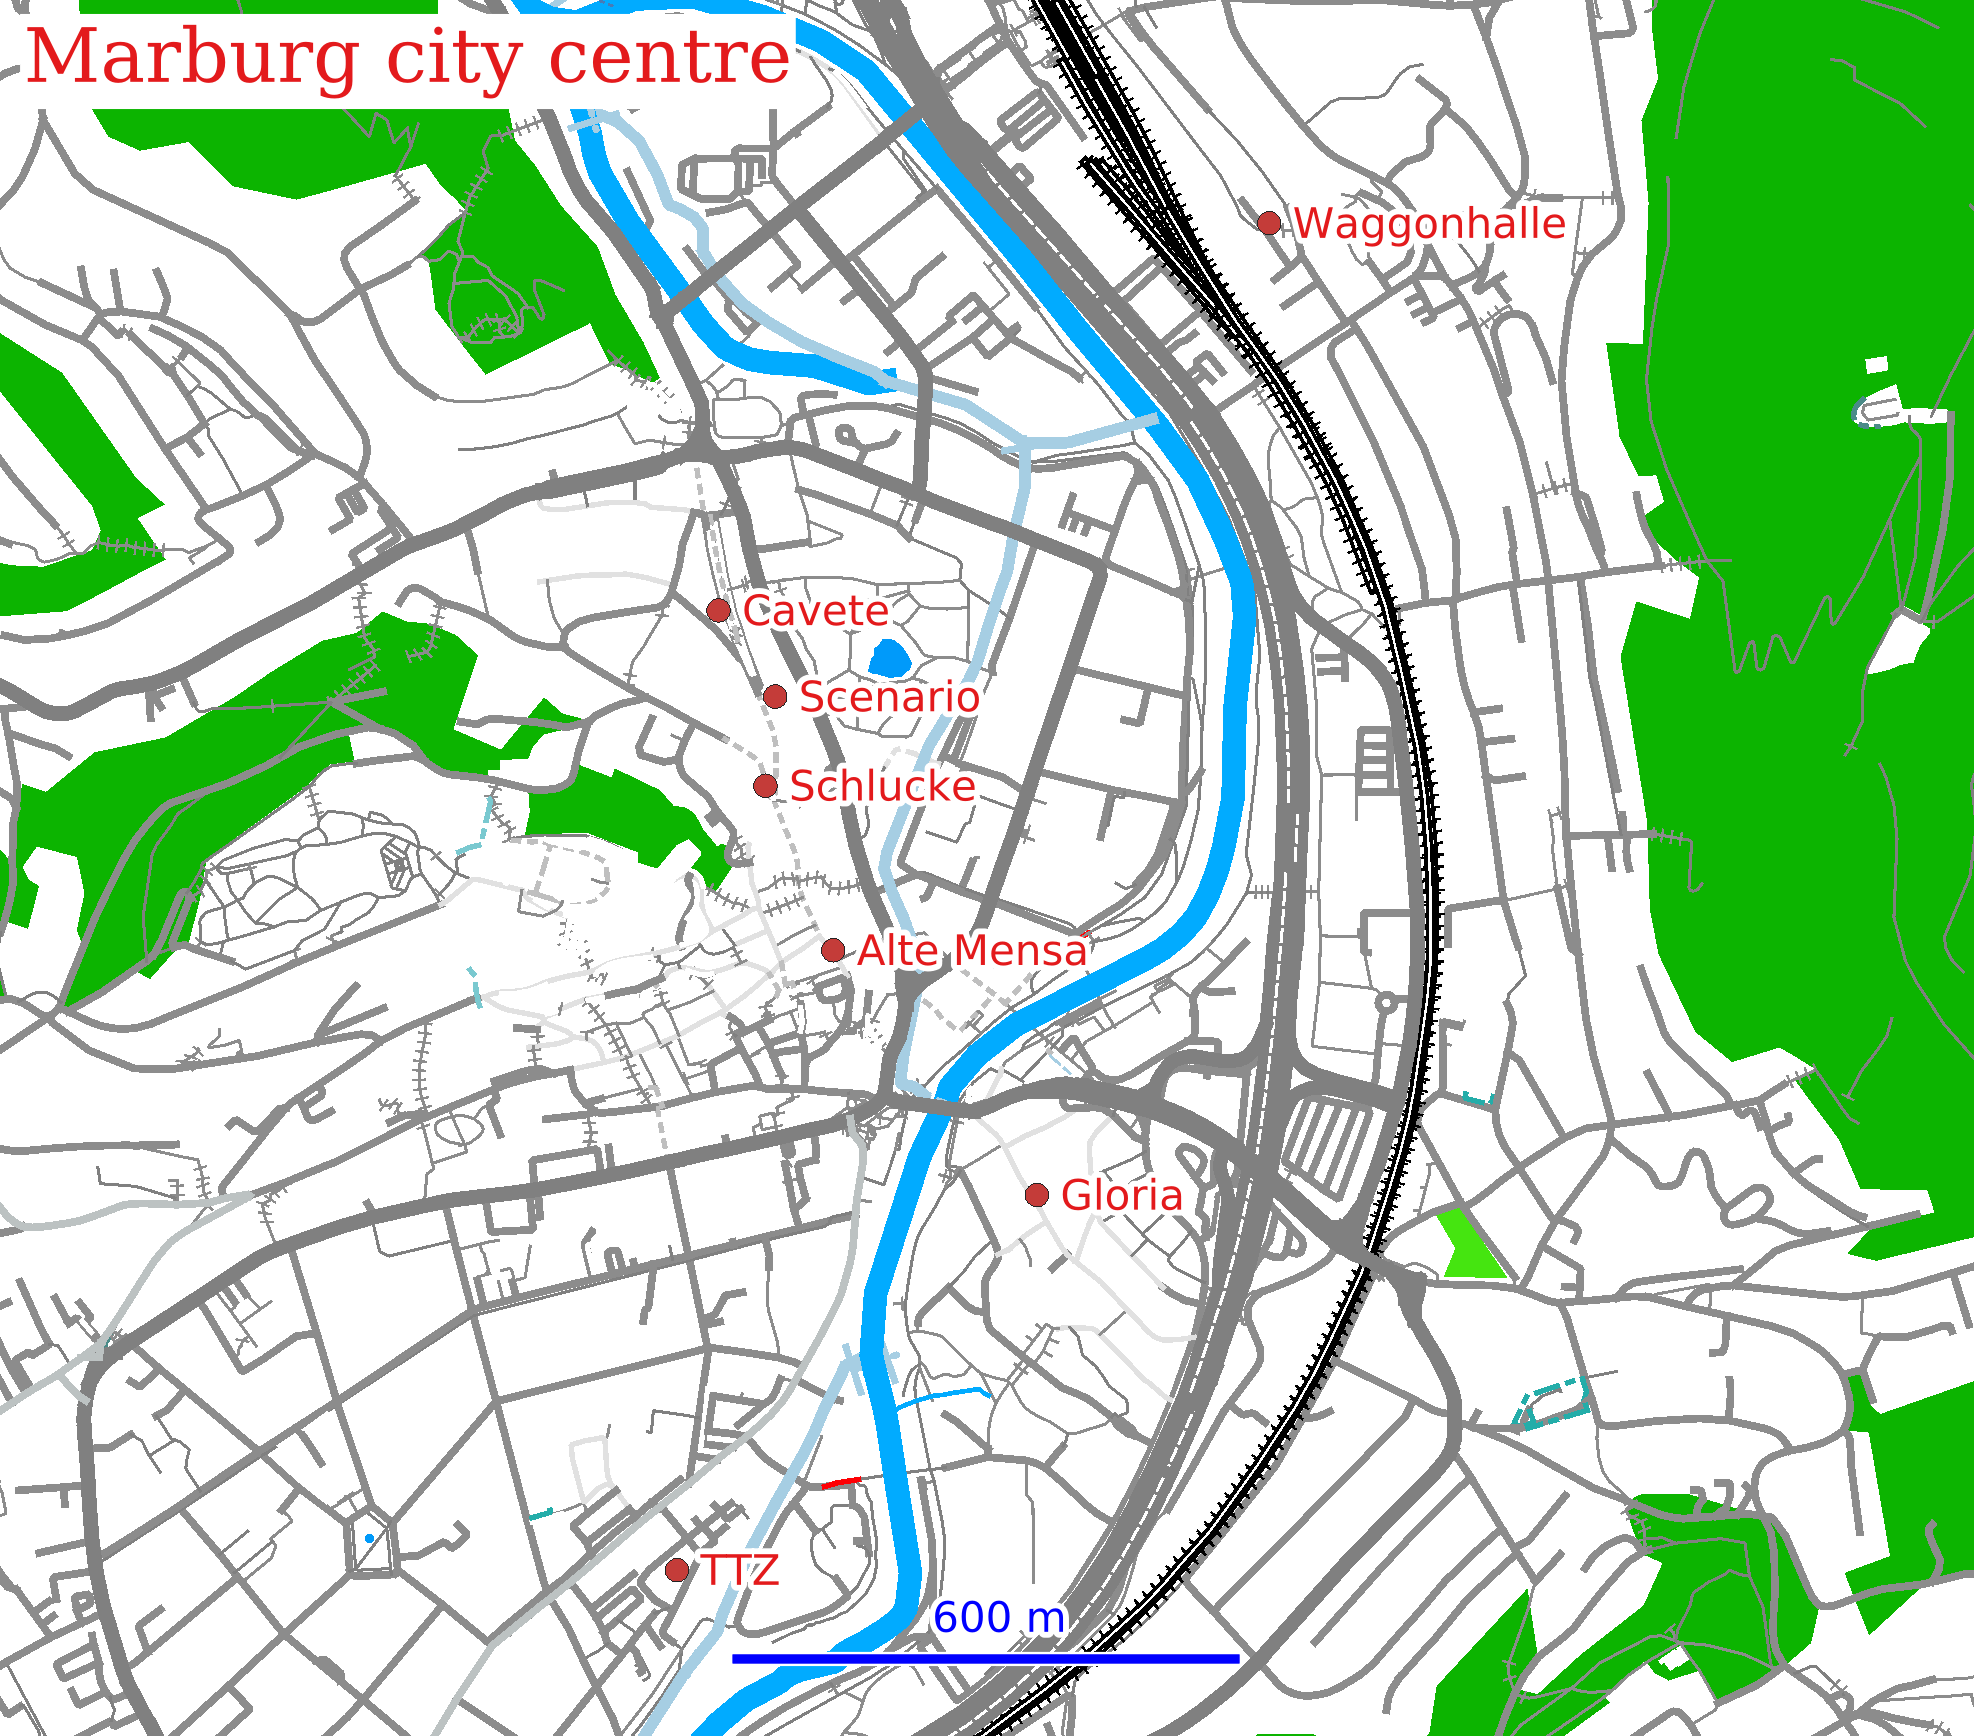 Marburg city centre
Waggonhalle
Cavete
Scenario
Schlucke
Alte Mensa
Gloria
TTZ
600 m